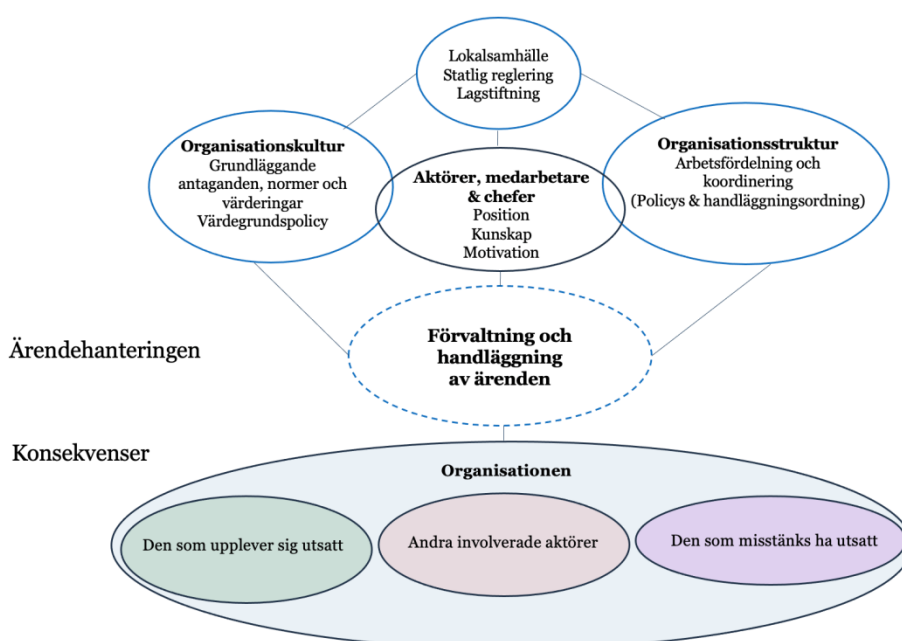 Lokalsamhälle
Statlig reglering
Lagstiftning
Organisationskultur
Grundläggande
antaganden, normer och
värderingar
Värdegrundspolicy
Aktörer, medarbetare
& chefer
Position
Kunskap
Motivation
Organisationsstruktur
Arbetsfördelning och
koordinering
(Policys & handläggningsordning)
Ärendehanteringen
Förvaltning och
handläggning
av ärenden
Konsekvenser
Organisationen
Den som upplever sig utsatt
Andra involverade aktörer
Den som misstänks ha utsatt